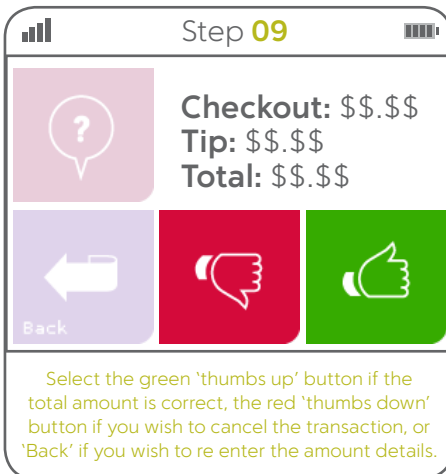 Step 09
?
Checkout: $$.$$
Tip: $$.$$
Total: $$.$$
Back
Select the green ‘thumbs up’ button if the
total amount is correct, the red ‘thumbs down’
button if you wish to cancel the transaction, or
‘Back’ if you wish to re enter the amount details.